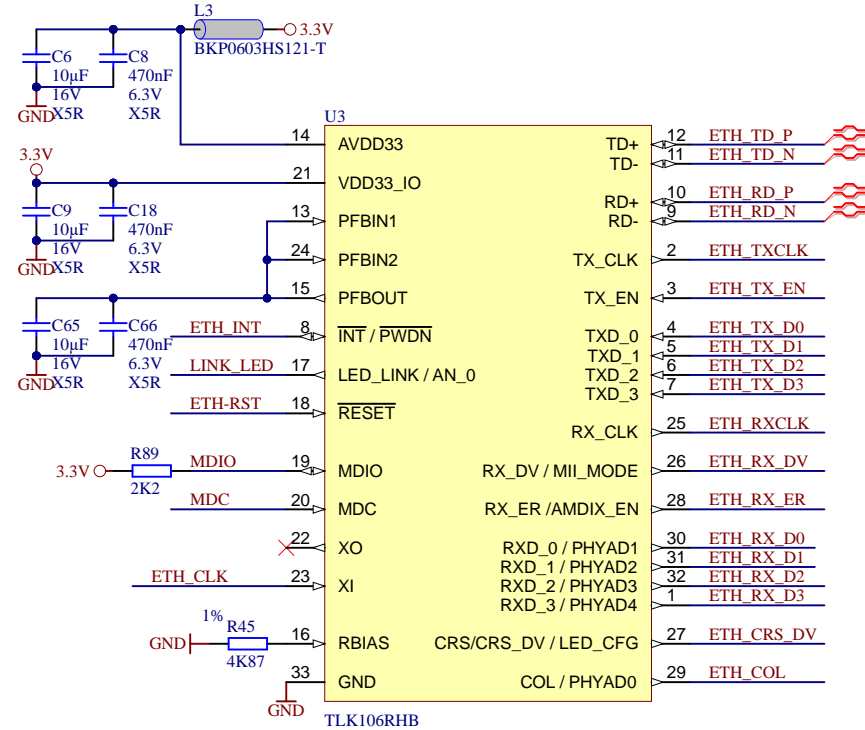 L3
3.3V
BKP0603HS121-T
C6
10µF
16V
X5R
GND
C8
470nF
6.3V
X5R
3.3V
C9
10µF
16V
X5R
GND
C18
470nF
6.3V
X5R
C65
10µF
16V
X5R
GND
C66
470nF
6.3V
X5R
U3
14 AVDD33
21 VDD33_IO
13 PFBIN1
24 PFBIN2
15 PFBOUT
ETH_INT 8 INT / PWDN
LINK_LED 17 LED_LINK / AN_0
ETH-RST 18 RESET
3.3V R89 2K2 MDIO 19 MDIO
MDC 20 MDC
22 XO
ETH_CLK 23 XI
GND 1% R45 4K87 16 RBIAS
GND 33 GND
TD+ 12 ETH_TD_P
TD- 11 ETH_TD_N
RD+ 10 ETH_RD_P
RD- 9 ETH_RD_N
TX_CLK 2 ETH_TXCLK
TX_EN 3 ETH_TX_EN
TXD_0 4 ETH_TX_D0
TXD_1 5 ETH_TX_D1
TXD_2 6 ETH_TX_D2
TXD_3 7 ETH_TX_D3
RX_CLK 25 ETH_RXCLK
RX_DV / MII_MODE 26 ETH_RX_DV
RX_ER /AMDIX_EN 28 ETH_RX_ER
RXD_0 / PHYAD1 30 ETH_RX_D0
RXD_1 / PHYAD2 31 ETH_RX_D1
RXD_2 / PHYAD3 32 ETH_RX_D2
RXD_3 / PHYAD4 1 ETH_RX_D3
CRS/CRS_DV / LED_CFG 27 ETH_CRS_DV
COL / PHYAD0 29 ETH_COL
TLK106RHB